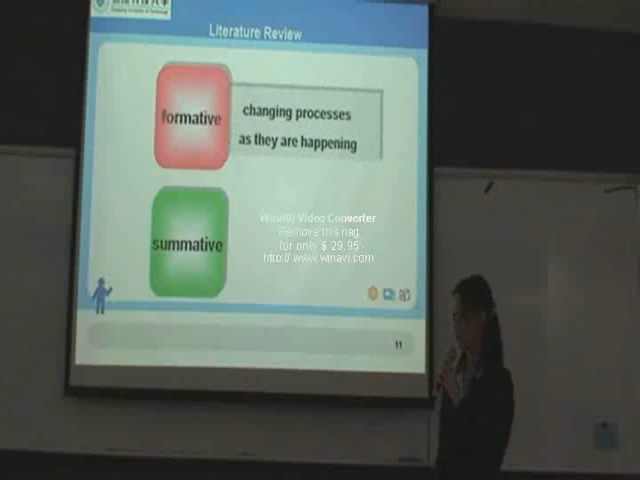 Literature Review
formative
changing processes
as they are happening
summative
WinAVI Video Converter
Remove this nag
for only $ 29.95
http://www.winavi.com
11